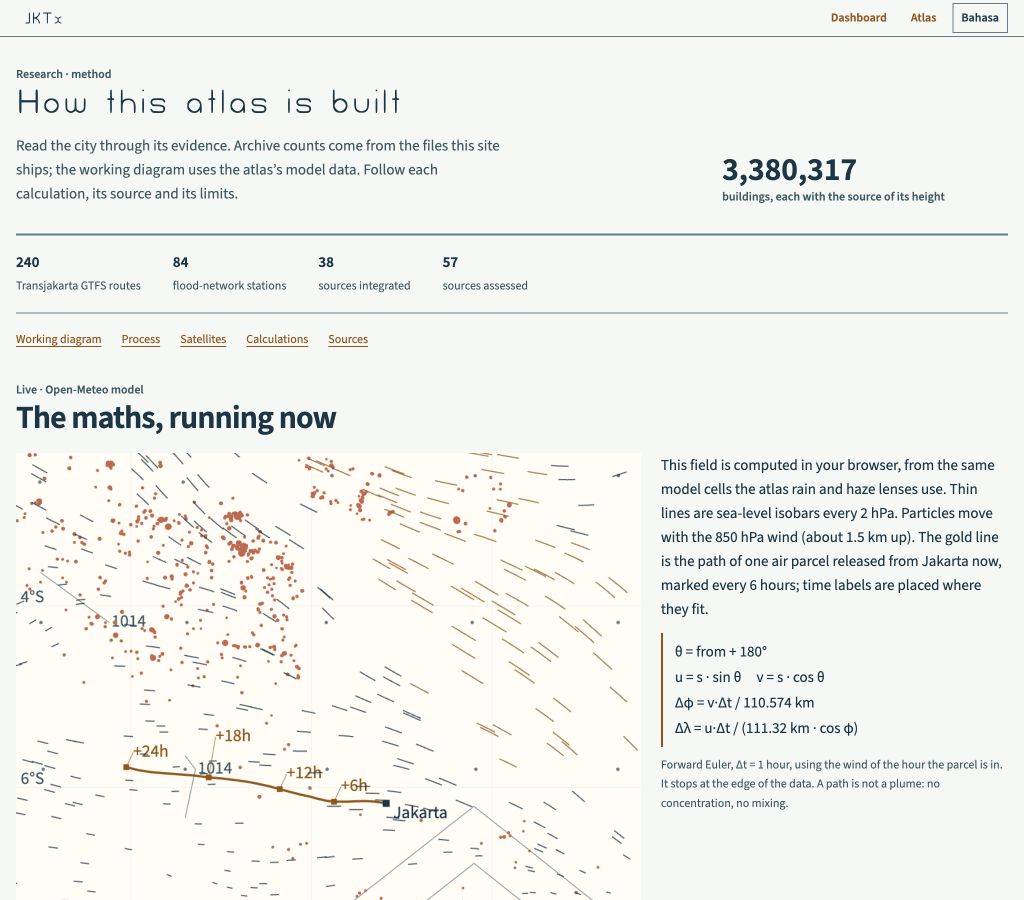 JKTx
Dashboard
Atlas
Bahasa
Research · method
How this atlas is built
Read the city through its evidence. Archive counts come from the files this site
ships; the working diagram uses the atlas's model data. Follow each
calculation, its source and its limits.
3,380,317
buildings, each with the source of its height
240
Transjakarta GTFS routes
84
flood-network stations
38
sources integrated
57
sources assessed
Working diagram
Process
Satellites
Calculations
Sources
Live · Open-Meteo model
The maths, running now
4°S
1014
+18h
+24h
1014
6°S
+12h
+6h
Jakarta
This field is computed in your browser, from the same
model cells the atlas rain and haze lenses use. Thin
lines are sea-level isobars every 2 hPa. Particles move
with the 850 hPa wind (about 1.5 km up). The gold line
is the path of one air parcel released from Jakarta now,
marked every 6 hours; time labels are placed where
they fit.
θ = from + 180°
u = s · sin θ v = s · cos θ
Δφ = v·Δt / 110.574 km
Δλ = u·Δt / (111.32 km · cos φ)
Forward Euler, Δt = 1 hour, using the wind of the hour the parcel is in.
It stops at the edge of the data. A path is not a plume: no
concentration, no mixing.